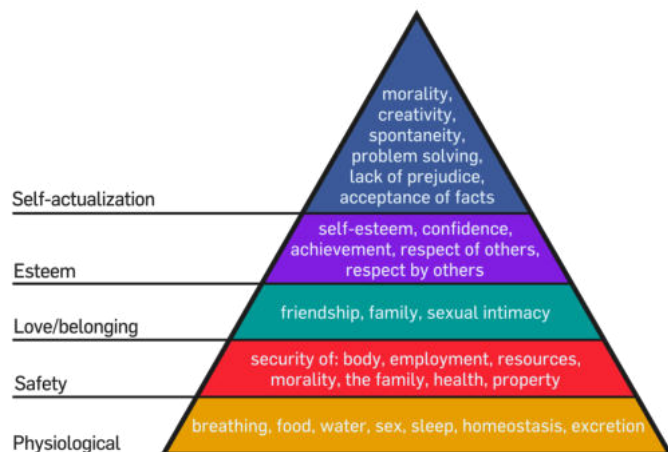 morality,
creativity,
spontaneity,
problem solving,
lack of prejudice,
acceptance of facts
Self-actualization
self-esteem, confidence,
achievement, respect of others,
respect by others
Esteem
friendship, family, sexual intimacy
Love/belonging
security of: body, employment, resources,
morality, the family, health, property
Safety
breathing, food, water, sex, sleep, homeostasis, excretion
Physiological